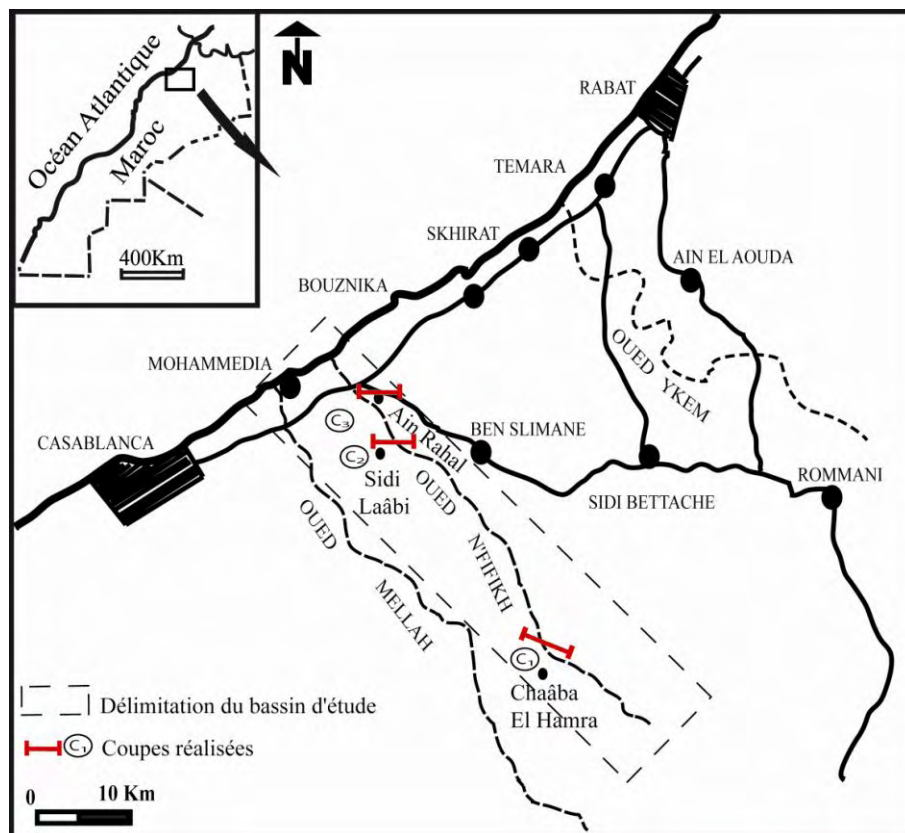 Océan Atlantique
Maroc
400Km
N
RABAT
TEMARA
SKHIRAT
AIN EL AOUDA
BOUZNIKA
OUED YKEM
MOHAMMEDIA
CASABLANCA
C3
Ain Rahal
BEN SLIMANE
C2
Sidi
Laâbi
OUED
N'FIFIKH
SIDI BETTACHE
ROMMANI
OUED
MELLAH
C1
Chaâba
El Hamra
Délimitation du bassin d'étude
C1 Coupes réalisées
0 10 Km